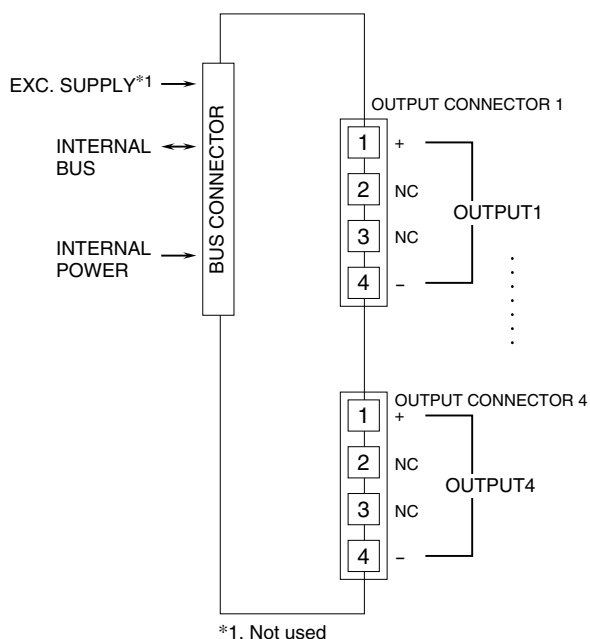 EXC. SUPPLY*1
INTERNAL
BUS
INTERNAL
POWER
BUS CONNECTOR
OUTPUT CONNECTOR 1
1 +
2 NC
3 NC
4 −
OUTPUT1
OUTPUT CONNECTOR 4
1 +
2 NC
3 NC
4 −
OUTPUT4
*1. Not used